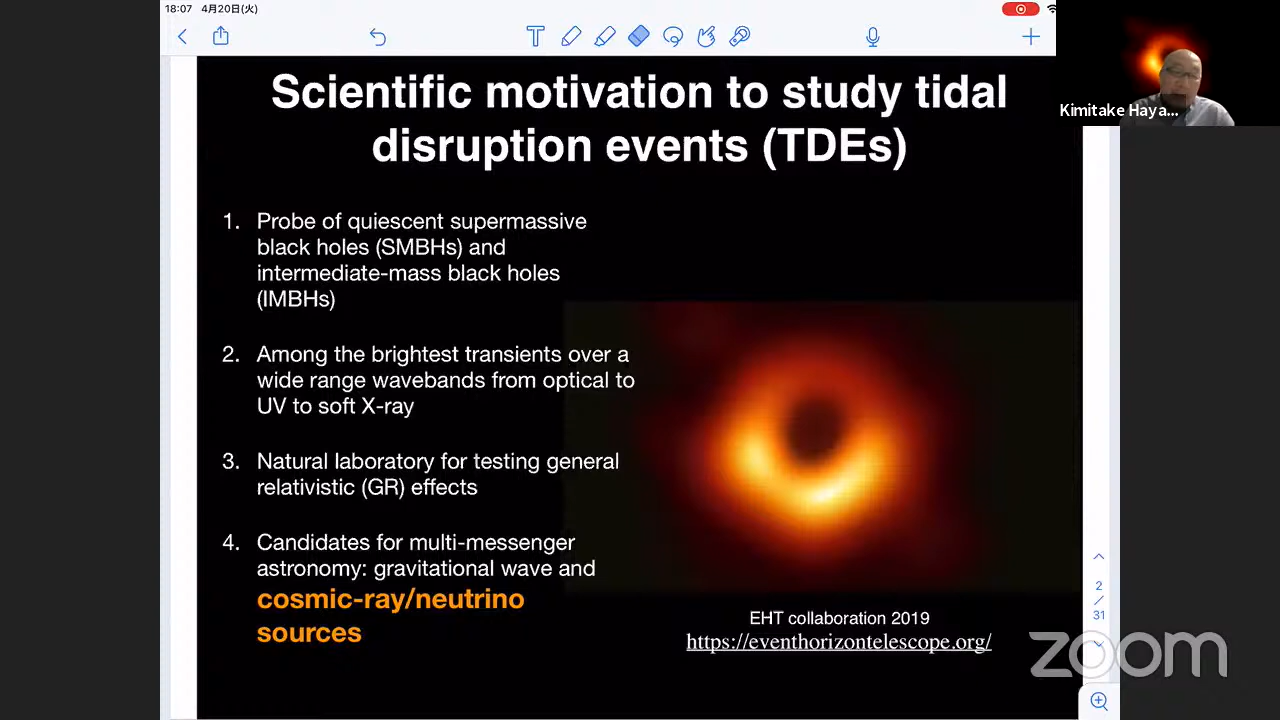 18:07 4月20日(火)
Kimitake Haya...
Scientific motivation to study tidal
disruption events (TDEs)
1. Probe of quiescent supermassive
black holes (SMBHs) and
intermediate-mass black holes
(IMBHs)
2. Among the brightest transients over a
wide range wavebands from optical to
UV to soft X-ray
3. Natural laboratory for testing general
relativistic (GR) effects
4. Candidates for multi-messenger
astronomy: gravitational wave and
cosmic-ray/neutrino
sources
EHT collaboration 2019
https://eventhorizontelescope.org/
2
/
31
zoom